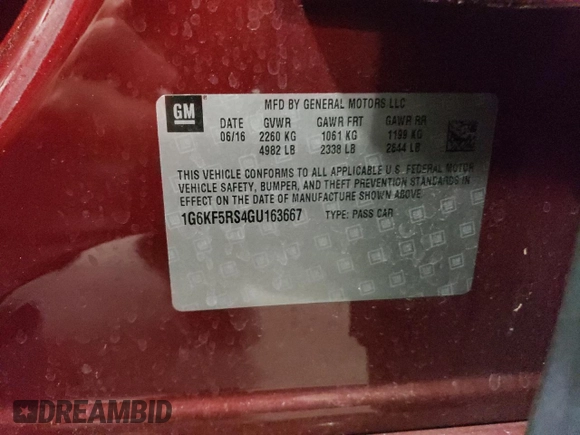 GM
MFD BY GENERAL MOTORS LLC
DATE GVWR GAWR FRT GAWR RR
06/16 2260 KG 1061 KG 1199 KG
4982 LB 2338 LB 2644 LB
THIS VEHICLE CONFORMS TO ALL APPLICABLE U.S. FEDERAL MOTOR
VEHICLE SAFETY, BUMPER, AND THEFT PREVENTION STANDARDS IN
EFFECT ON THE DATE OF MANUFACTURE SHOWN ABOVE.
1G6KF5RS4GU163667 TYPE: PASS CAR
DREAMBID